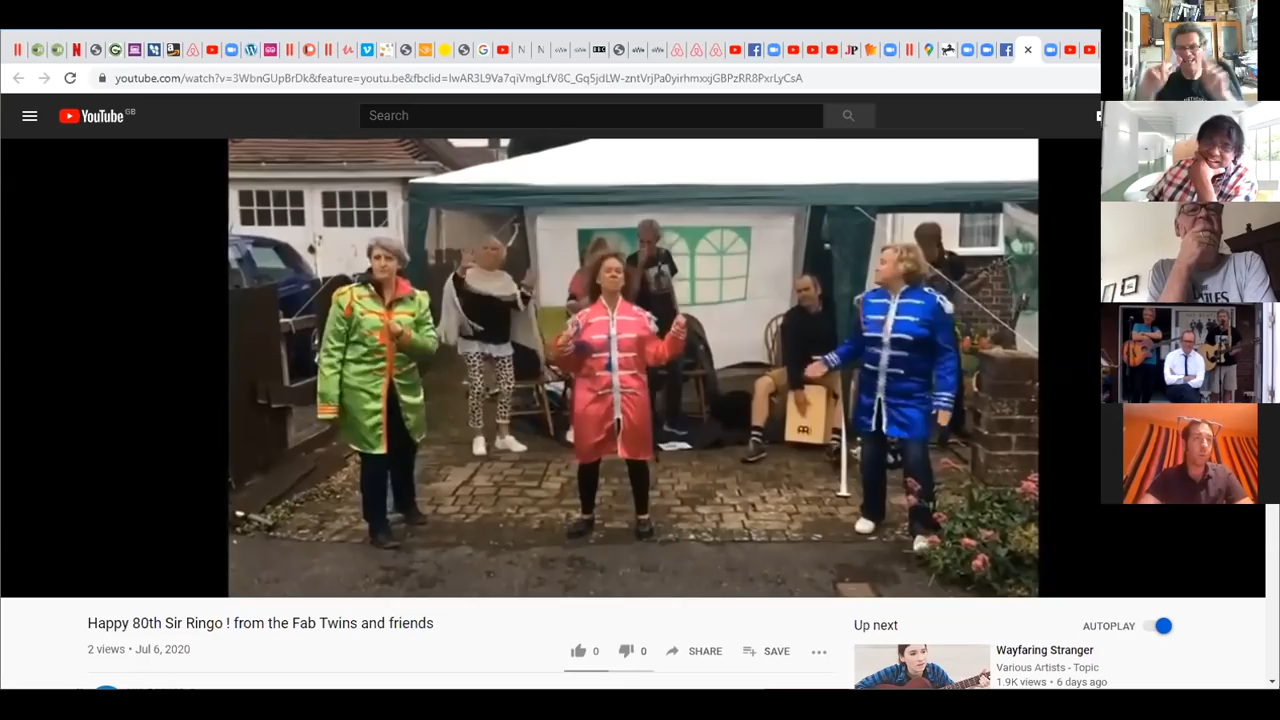 youtube.com/watch?v=3WbnGUpBrDk&feature=youtu.be&fbclid=IwAR3L9Va7qiVmgLfV8C_Gq5jdLW-zntVrjPa0yirhmxxjGBPzRR8PxrLyCsA
YouTube GB
Search
Happy 80th Sir Ringo ! from the Fab Twins and friends
2 views • Jul 6, 2020
0
0
SHARE
SAVE
Up next
AUTOPLAY
Wayfaring Stranger
Various Artists - Topic
1.9K views • 6 days ago